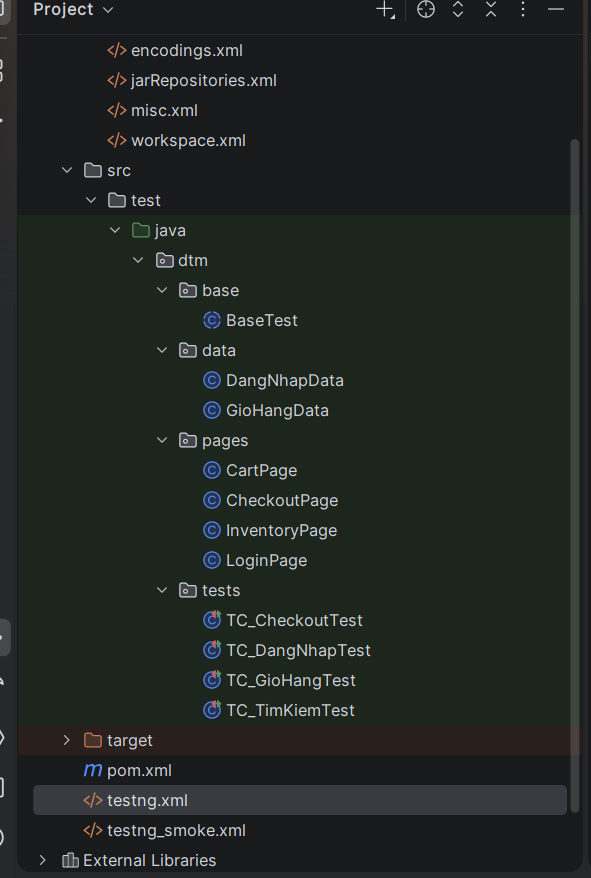 Project
encodings.xml
jarRepositories.xml
misc.xml
workspace.xml
src
test
java
dtm
base
BaseTest
data
DangNhapData
GioHangData
pages
CartPage
CheckoutPage
InventoryPage
LoginPage
tests
TC_CheckoutTest
TC_DangNhapTest
TC_GioHangTest
TC_TimKiemTest
target
pom.xml
testng.xml
testng_smoke.xml
External Libraries